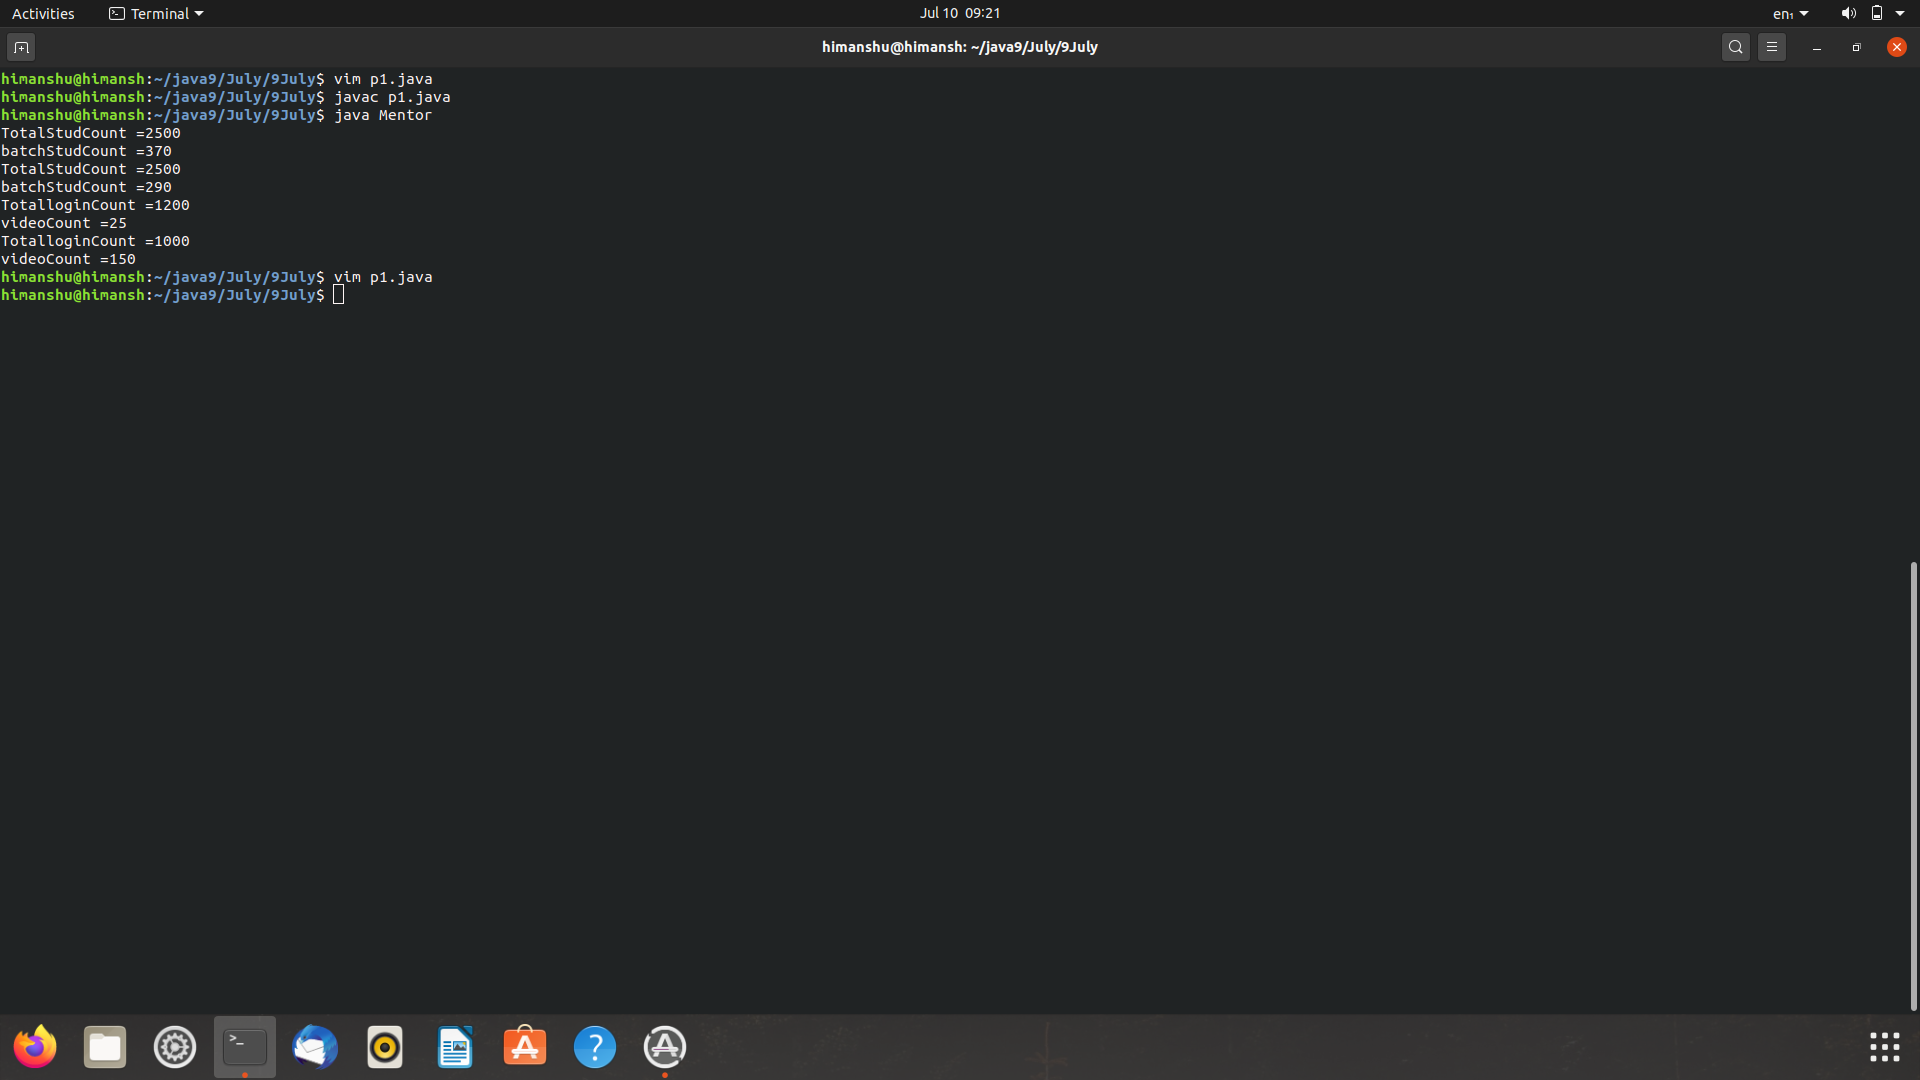 Activities Terminal Jul 10 09:21 en₁
himanshu@himansh: ~/java9/July/9July
himanshu@himansh:~/java9/July/9July$ vim p1.java
himanshu@himansh:~/java9/July/9July$ javac p1.java
himanshu@himansh:~/java9/July/9July$ java Mentor
TotalStudCount =2500
batchStudCount =370
TotalStudCount =2500
batchStudCount =290
TotalloginCount =1200
videoCount =25
TotalloginCount =1000
videoCount =150
himanshu@himansh:~/java9/July/9July$ vim p1.java
himanshu@himansh:~/java9/July/9July$